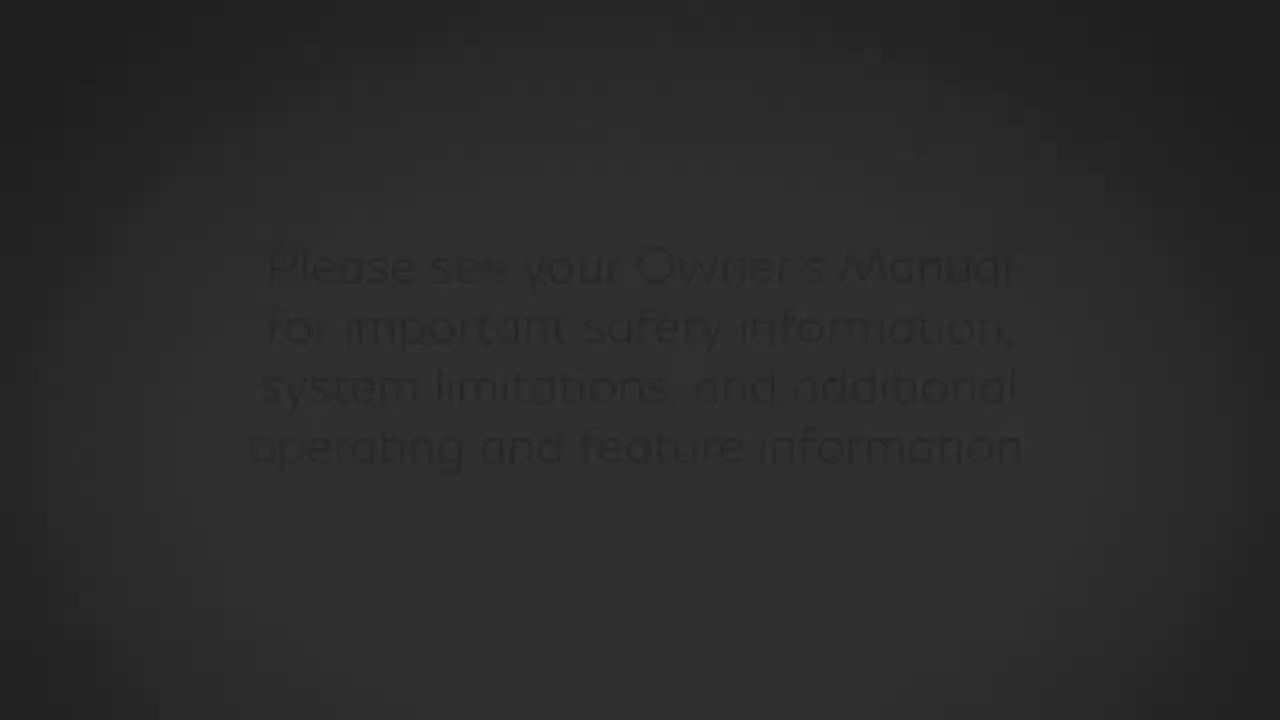 Please see your Owner's Manual
for important safety information,
system limitations, and additional
operating and feature information